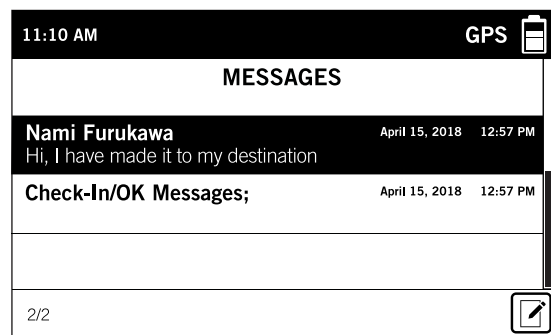 11:10 AM GPS
MESSAGES
Nami Furukawa April 15, 2018 12:57 PM
Hi, I have made it to my destination
Check-In/OK Messages; April 15, 2018 12:57 PM
2/2